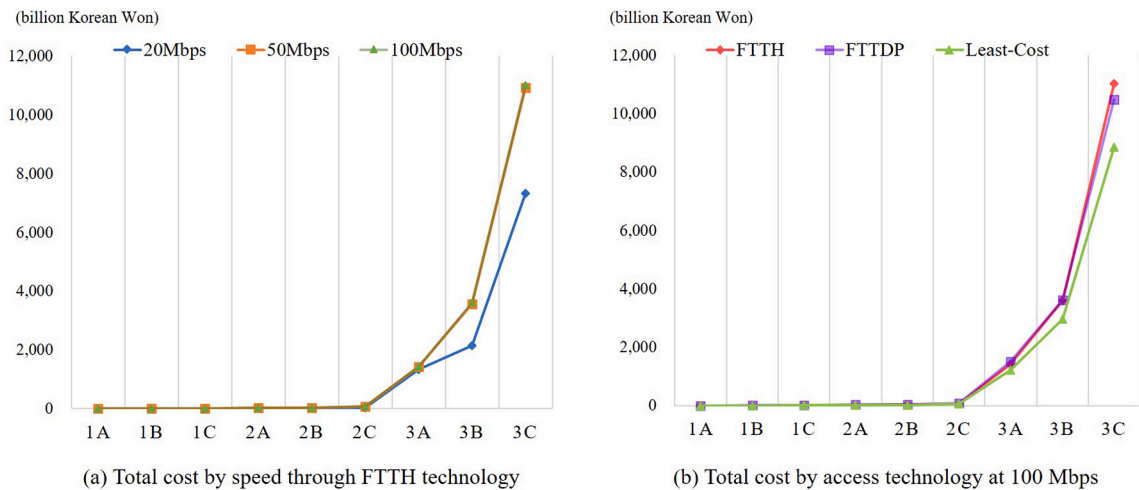 (billion Korean Won)
20Mbps 50Mbps 100Mbps
12,000
10,000
8,000
6,000
4,000
2,000
0
1A 1B 1C 2A 2B 2C 3A 3B 3C
(a) Total cost by speed through FTTH technology
(billion Korean Won)
FTTH FTTDP Least-Cost
12,000
10,000
8,000
6,000
4,000
2,000
0
1A 1B 1C 2A 2B 2C 3A 3B 3C
(b) Total cost by access technology at 100 Mbps